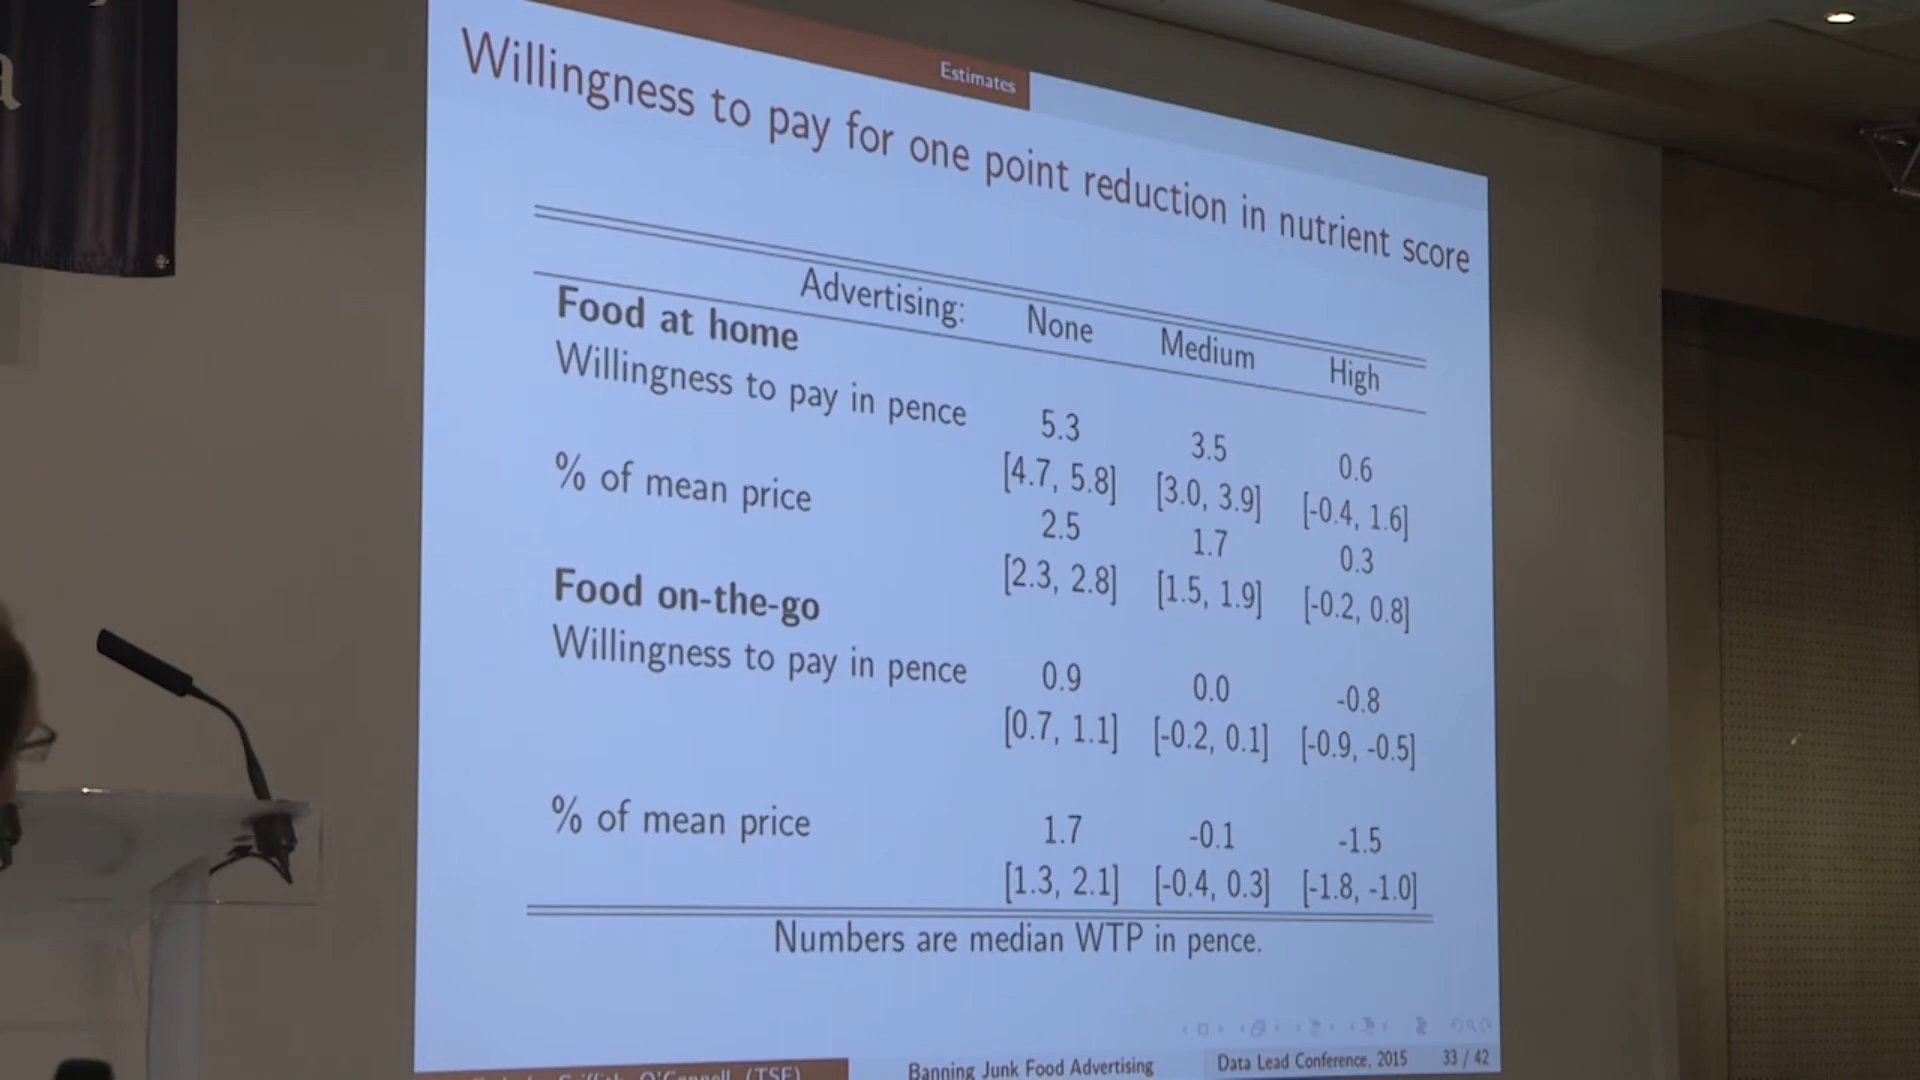 a
Estimates
Willingness to pay for one point reduction in nutrient score
Advertising: None Medium High
Food at home
Willingness to pay in pence 5.3 3.5 0.6
[4.7, 5.8] [3.0, 3.9] [-0.4, 1.6]
% of mean price 2.5 1.7 0.3
[2.3, 2.8] [1.5, 1.9] [-0.2, 0.8]
Food on-the-go
Willingness to pay in pence 0.9 0.0 -0.8
[0.7, 1.1] [-0.2, 0.1] [-0.9, -0.5]
% of mean price 1.7 -0.1 -1.5
[1.3, 2.1] [-0.4, 0.3] [-1.8, -1.0]
Numbers are median WTP in pence.
Griffith, O'Connell (TSE) Banning Junk Food Advertising Data Lead Conference, 2015 33 / 42